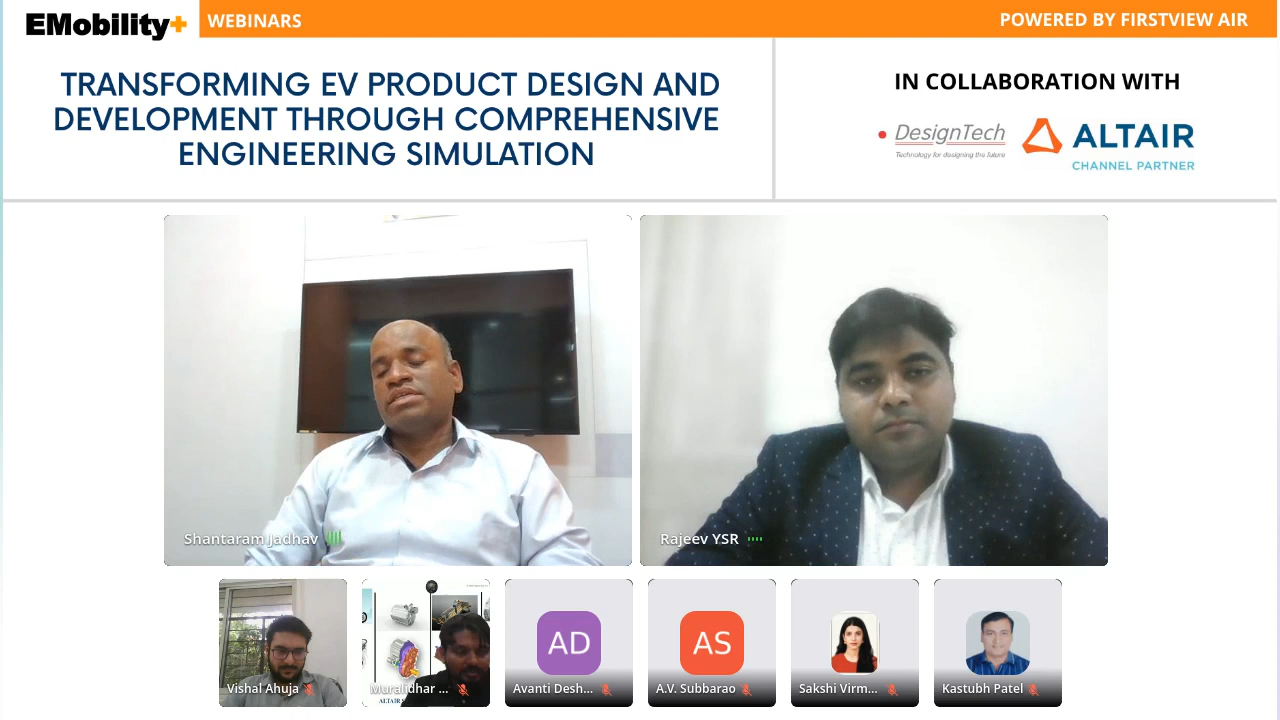 EMobility+
WEBINARS
POWERED BY FIRSTVIEW AIR
TRANSFORMING EV PRODUCT DESIGN AND
DEVELOPMENT THROUGH COMPREHENSIVE
ENGINEERING SIMULATION
IN COLLABORATION WITH
DesignTech
Technology for designing the future
ALTAIR
CHANNEL PARTNER
Shantaram Jadhav
Rajeev YSR
AD
AS
Vishal Ahuja
Muralidhar ...
ALTAIR
Avanti Desh...
A.V. Subbarao
Sakshi Virm...
Kastubh Patel